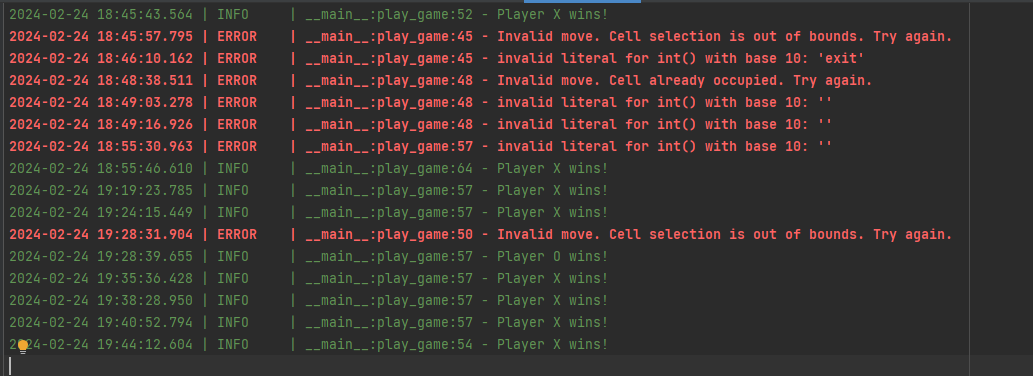 2024-02-24 18:45:43.564 | INFO     | __main__:play_game:52 - Player X wins!
2024-02-24 18:45:57.795 | ERROR    | __main__:play_game:45 - Invalid move. Cell selection is out of bounds. Try again.
2024-02-24 18:46:10.162 | ERROR    | __main__:play_game:45 - invalid literal for int() with base 10: 'exit'
2024-02-24 18:48:38.511 | ERROR    | __main__:play_game:48 - Invalid move. Cell already occupied. Try again.
2024-02-24 18:49:03.278 | ERROR    | __main__:play_game:48 - invalid literal for int() with base 10: ''
2024-02-24 18:49:16.926 | ERROR    | __main__:play_game:48 - invalid literal for int() with base 10: ''
2024-02-24 18:55:30.963 | ERROR    | __main__:play_game:57 - invalid literal for int() with base 10: ''
2024-02-24 18:55:46.610 | INFO     | __main__:play_game:64 - Player X wins!
2024-02-24 19:19:23.785 | INFO     | __main__:play_game:57 - Player X wins!
2024-02-24 19:24:15.449 | INFO     | __main__:play_game:57 - Player X wins!
2024-02-24 19:28:31.904 | ERROR    | __main__:play_game:50 - Invalid move. Cell selection is out of bounds. Try again.
2024-02-24 19:28:39.655 | INFO     | __main__:play_game:57 - Player O wins!
2024-02-24 19:35:36.428 | INFO     | __main__:play_game:57 - Player X wins!
2024-02-24 19:38:28.950 | INFO     | __main__:play_game:57 - Player X wins!
2024-02-24 19:40:52.794 | INFO     | __main__:play_game:57 - Player X wins!
2024-02-24 19:44:12.604 | INFO     | __main__:play_game:54 - Player X wins!